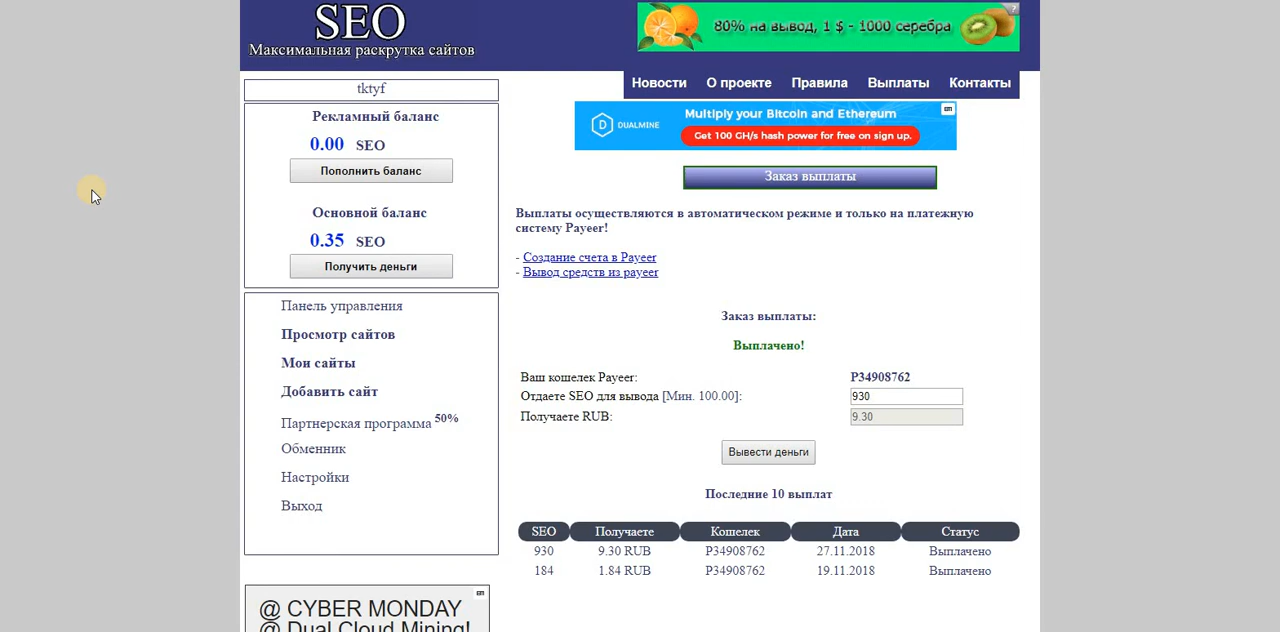 SEO
Максимальная раскрутка сайтов
80% на вывод, 1 $ - 1000 серебра
?
Новости О проекте Правила Выплаты Контакты
tktyf
Рекламный баланс
0.00 SEO
Пополнить баланс
Основной баланс
0.35 SEO
Получить деньги
Панель управления
Просмотр сайтов
Мои сайты
Добавить сайт
Партнерская программа 50%
Обменник
Настройки
Выход
@ CYBER MONDAY
@ Dual Cloud Mining!
DUALMINE
Multiply your Bitcoin and Ethereum
Get 100 GH/s hash power for free on sign up.
Заказ выплаты
Выплаты осуществляются в автоматическом режиме и только на платежную
систему Payeer!
- Создание счета в Payeer
- Вывод средств из payeer
Заказ выплаты:
Выплачено!
Ваш кошелек Payeer: P34908762
Отдаете SEO для вывода [Мин. 100.00]: 930
Получаете RUB: 9.30
Вывести деньги
Последние 10 выплат
SEO Получаете Кошелек Дата Статус
930 9.30 RUB P34908762 27.11.2018 Выплачено
184 1.84 RUB P34908762 19.11.2018 Выплачено